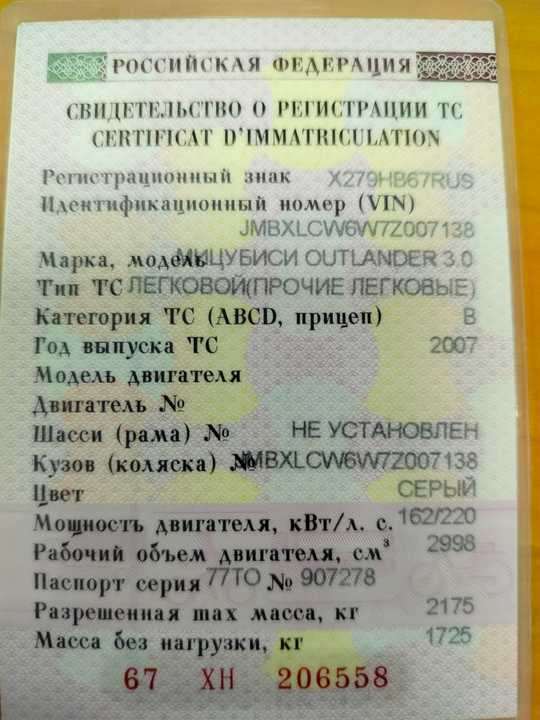 РОССИЙСКАЯ ФЕДЕРАЦИЯ
СВИДЕТЕЛЬСТВО О РЕГИСТРАЦИИ ТС
CERTIFICAT D'IMMATRICULATION
Регистрационный знак Х279НВ67RUS
Идентификационный номер (VIN)
JMBXLCW6W7Z007138
Марка, модель МИЦУБИСИ OUTLANDER 3.0
Тип ТС ЛЕГКОВОЙ(ПРОЧИЕ ЛЕГКОВЫЕ)
Категория ТС (ABCD, прицеп) B
Год выпуска ТС 2007
Модель двигателя
Двигатель №
Шасси (рама) № НЕ УСТАНОВЛЕН
Кузов (коляска) № JMBXLCW6W7Z007138
Цвет СЕРЫЙ
Мощность двигателя, кВт/л. с. 162/220
Рабочий объем двигателя, см³ 2998
Паспорт серия 77ТО № 907278
Разрешенная max масса, кг 2175
Масса без нагрузки, кг 1725
67 ХН 206558